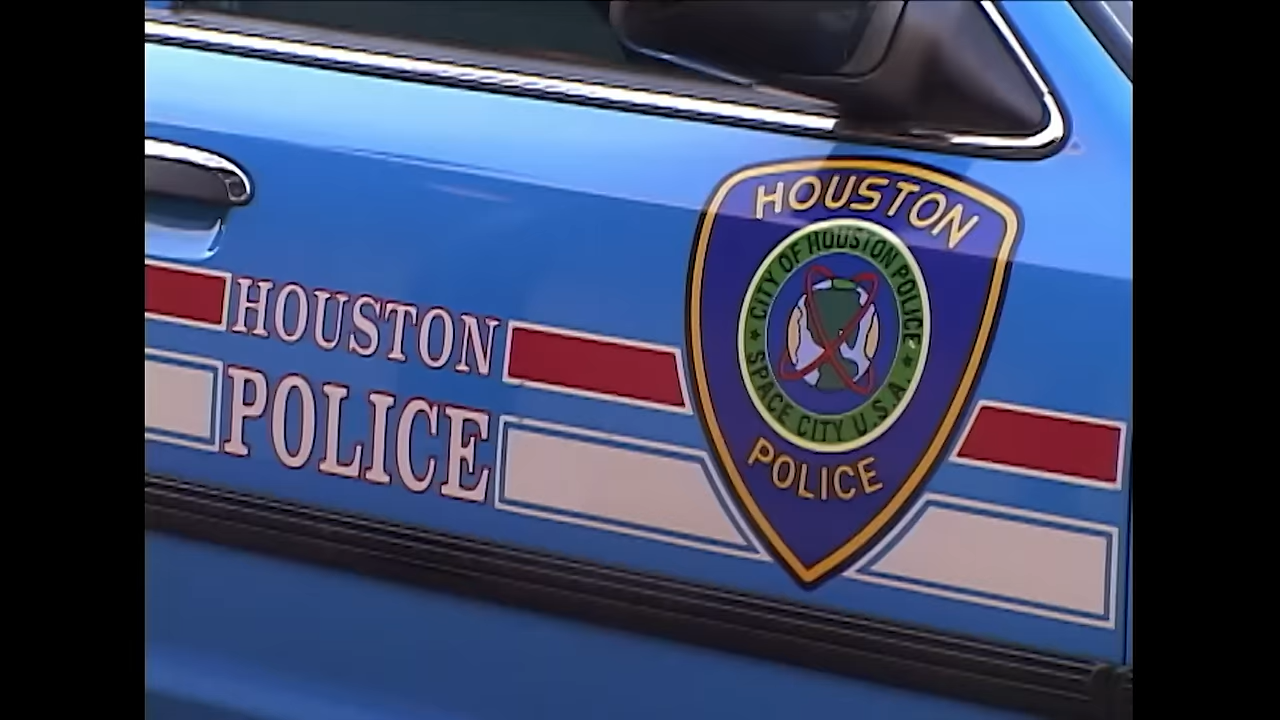 HOUSTON
POLICE
HOUSTON
CITY OF HOUSTON POLICE
SPACE CITY U.S.A.
POLICE